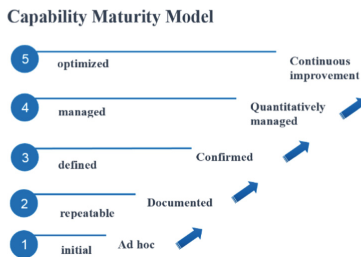 Capability Maturity Model
5 optimized Continuous
improvement
4 managed Quantitatively
managed
3 defined Confirmed
2 repeatable Documented
1 initial Ad hoc